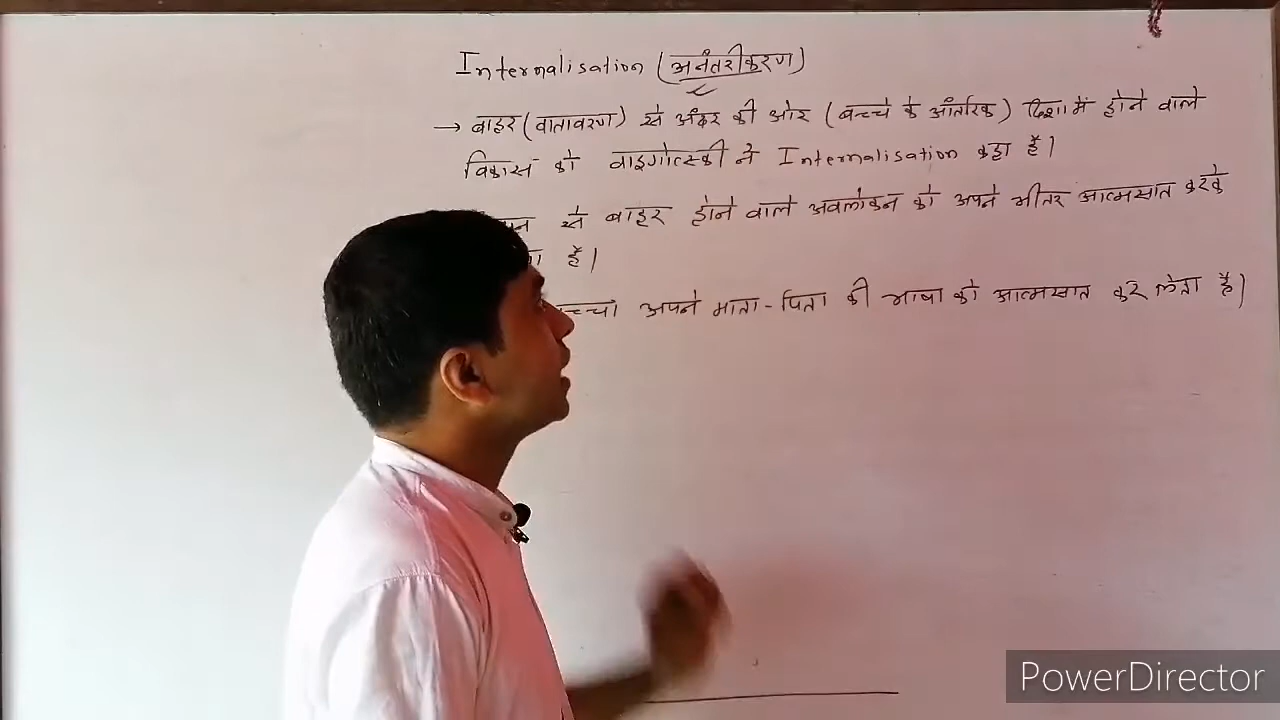 Internalisation (अनंतरीकरण)
→ बाहर (वातावरण) से अंदर की ओर (बच्चे के आंतरिक) दिशा में होने वाले
विकास को वाइगोत्स्की ने Internalisation कहा है।
से बाहर होने वाले अवलोकन को अपने भीतर आत्मसात करके
है।
अपने माता-पिता की भाषा को आत्मसात कर लेता है।
PowerDirector